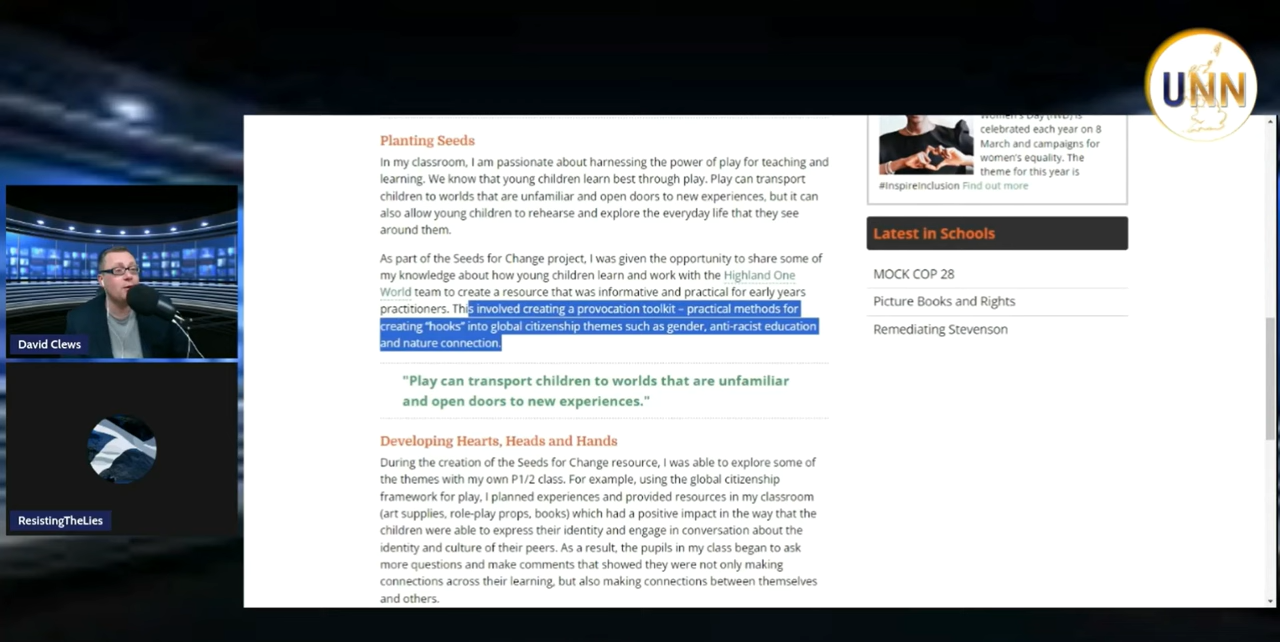 UNN
Planting Seeds
In my classroom, I am passionate about harnessing the power of play for teaching and
learning. We know that young children learn best through play. Play can transport
children to worlds that are unfamiliar and open doors to new experiences, but it can
also allow young children to rehearse and explore the everyday life that they see
around them.
As part of the Seeds for Change project, I was given the opportunity to share some of
my knowledge about how young children learn and work with the Highland One
World team to create a resource that was informative and practical for early years
practitioners. This involved creating a provocation toolkit – practical methods for
creating “hooks” into global citizenship themes such as gender, anti-racist education
and nature connection.
"Play can transport children to worlds that are unfamiliar
and open doors to new experiences."
Developing Hearts, Heads and Hands
During the creation of the Seeds for Change resource, I was able to explore some of
the themes with my own P1/2 class. For example, using the global citizenship
framework for play, I planned experiences and provided resources in my classroom
(art supplies, role-play props, books) which had a positive impact in the way that the
children were able to express their identity and engage in conversation about the
identity and culture of their peers. As a result, the pupils in my class began to ask
more questions and make comments that showed they were not only making
connections across their learning, but also making connections between themselves
and others.
Women's Day (IWD) is
celebrated each year on 8
March and campaigns for
women's equality. The
theme for this year is
#InspireInclusion Find out more
Latest in Schools
MOCK COP 28
Picture Books and Rights
Remediating Stevenson
David Clews
ResistingTheLies